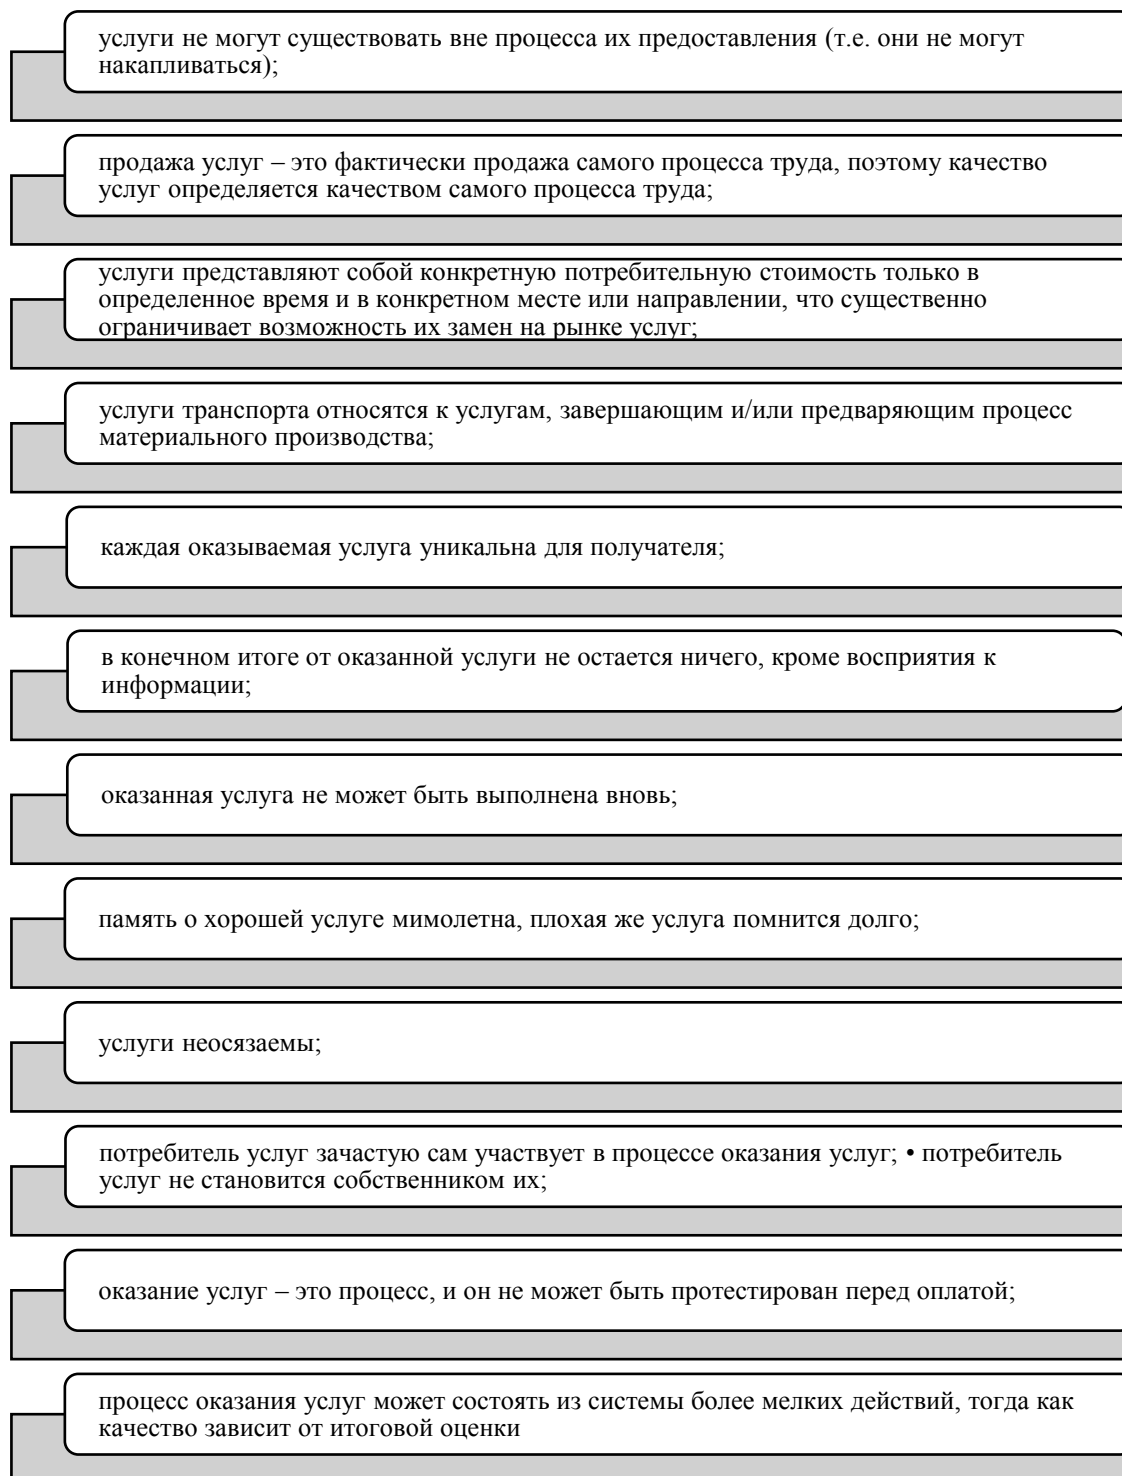 услуги не могут существовать вне процесса их предоставления (т.е. они не могут
накапливаться);
продажа услуг – это фактически продажа самого процесса труда, поэтому качество
услуг определяется качеством самого процесса труда;
услуги представляют собой конкретную потребительную стоимость только в
определенное время и в конкретном месте или направлении, что существенно
ограничивает возможность их замен на рынке услуг;
услуги транспорта относятся к услугам, завершающим и/или предваряющим процесс
материального производства;
каждая оказываемая услуга уникальна для получателя;
в конечном итоге от оказанной услуги не остается ничего, кроме восприятия к
информации;
оказанная услуга не может быть выполнена вновь;
память о хорошей услуге мимолетна, плохая же услуга помнится долго;
услуги неосязаемы;
потребитель услуг зачастую сам участвует в процессе оказания услуг; • потребитель
услуг не становится собственником их;
оказание услуг – это процесс, и он не может быть протестирован перед оплатой;
процесс оказания услуг может состоять из системы более мелких действий, тогда как
качество зависит от итоговой оценки